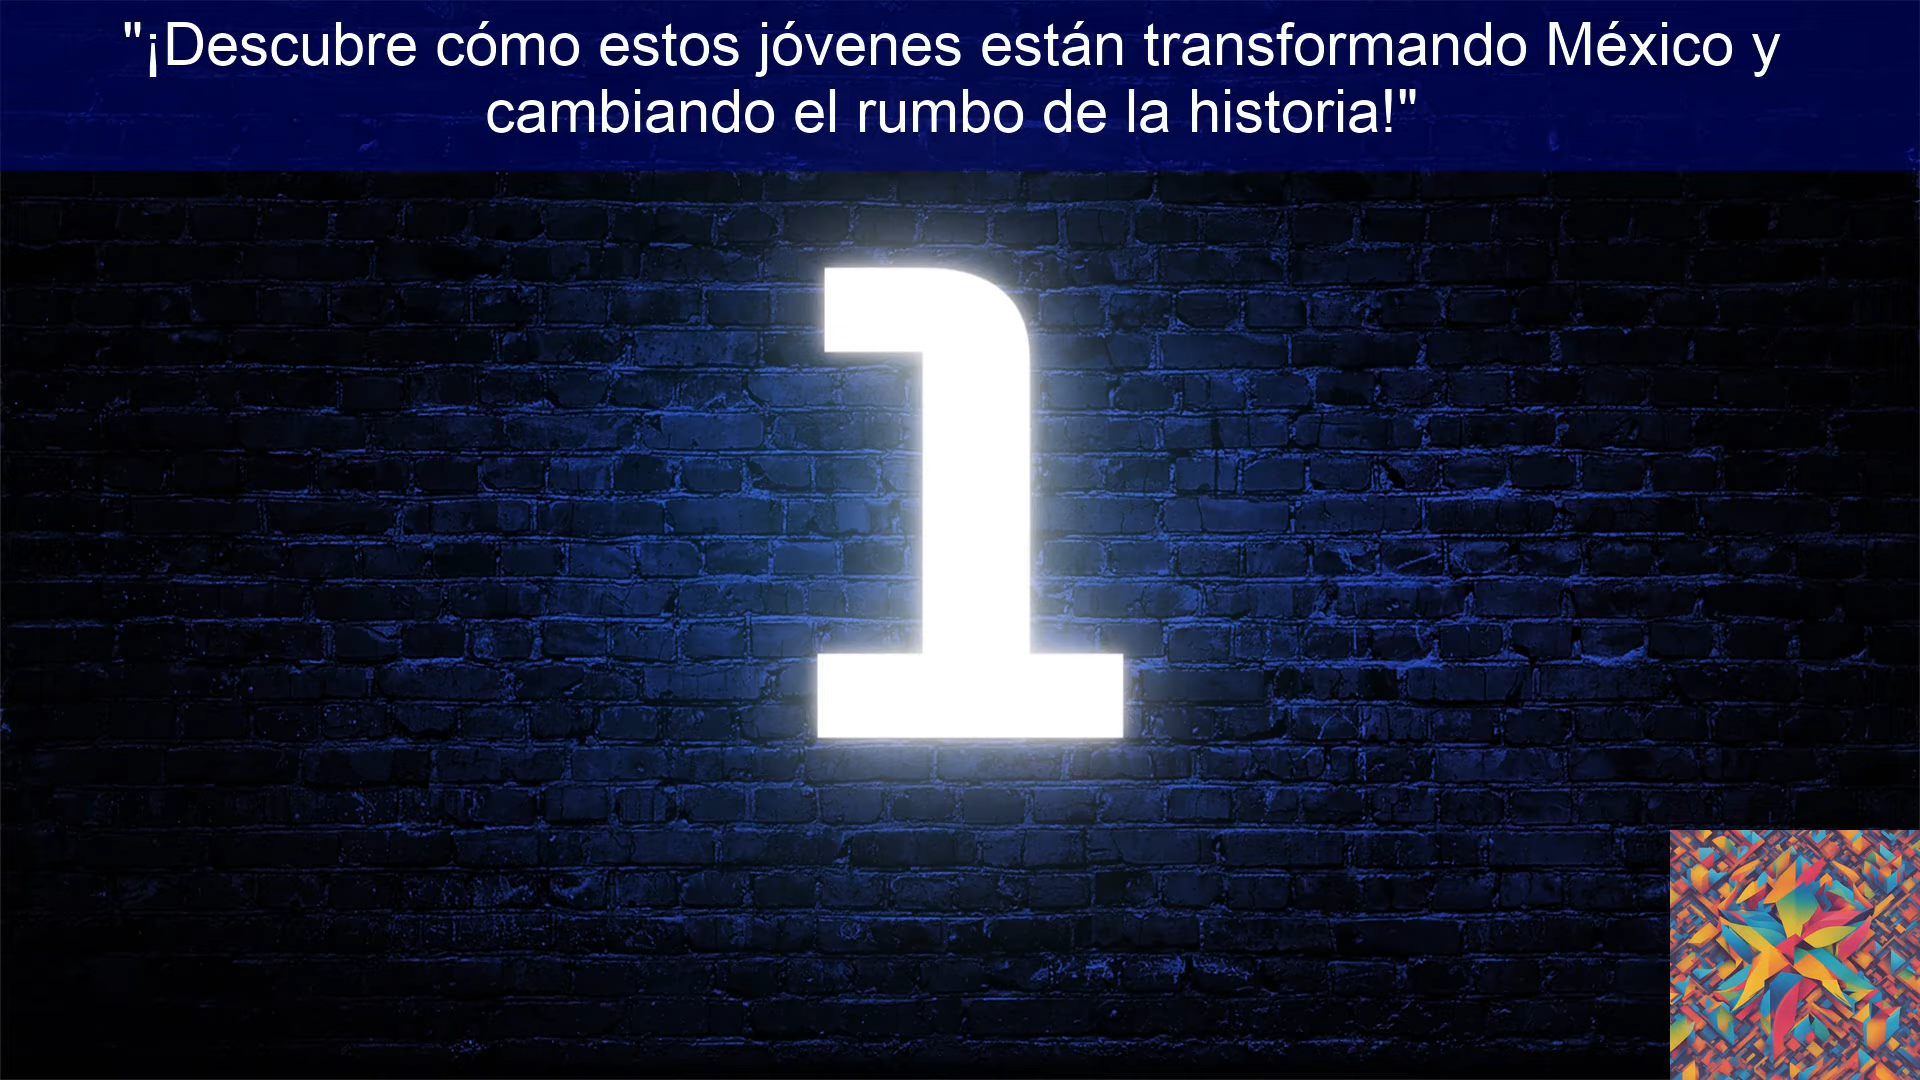 "¡Descubre cómo estos jóvenes están transformando México y
cambiando el rumbo de la historia!"
1